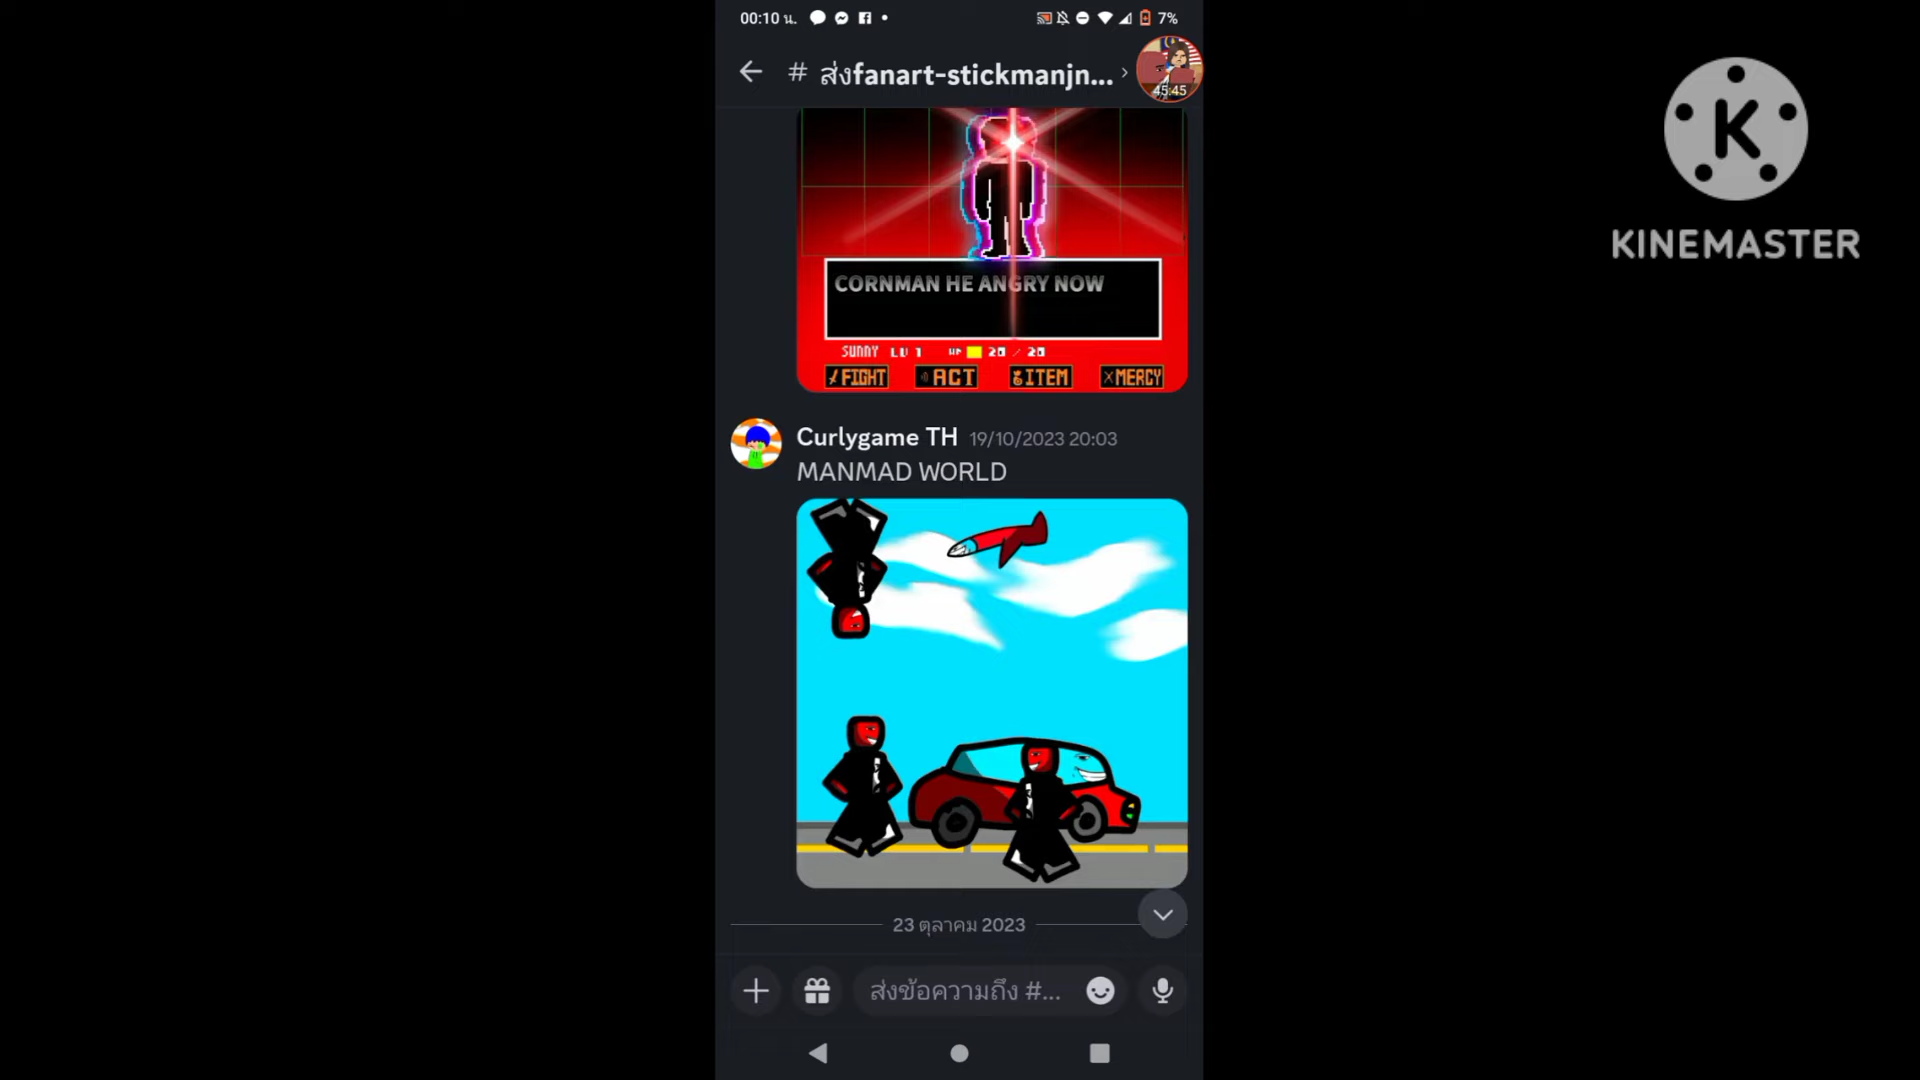 00:10 น.
7%
# ส่งfanart-stickmanjn...
45:45
CORNMAN HE ANGRY NOW
SUNNY LV 1 HP 20 / 20
FIGHT ACT ITEM MERCY
Curlygame TH 19/10/2023 20:03
MANMAD WORLD
23 ตุลาคม 2023
ส่งข้อความถึง #...
K
KINEMASTER